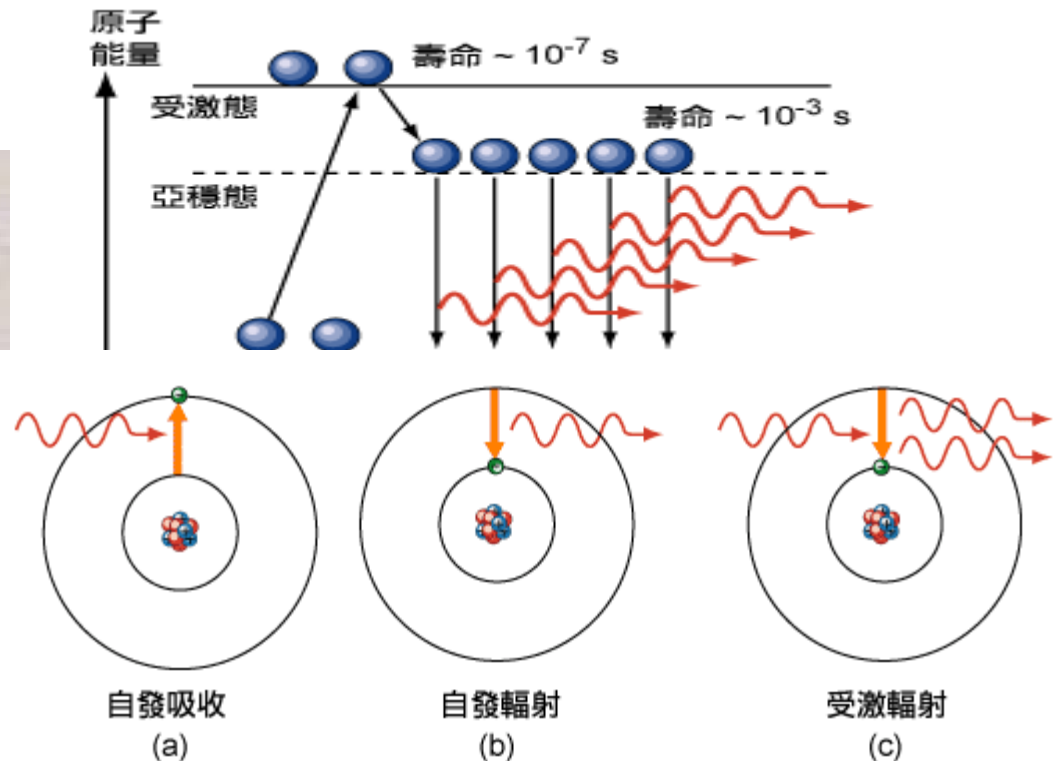 原子
能量
壽命 ~ 10⁻⁷ s
受激態
壽命 ~ 10⁻³ s
亞穩態
自發吸收
(a)
自發輻射
(b)
受激輻射
(c)